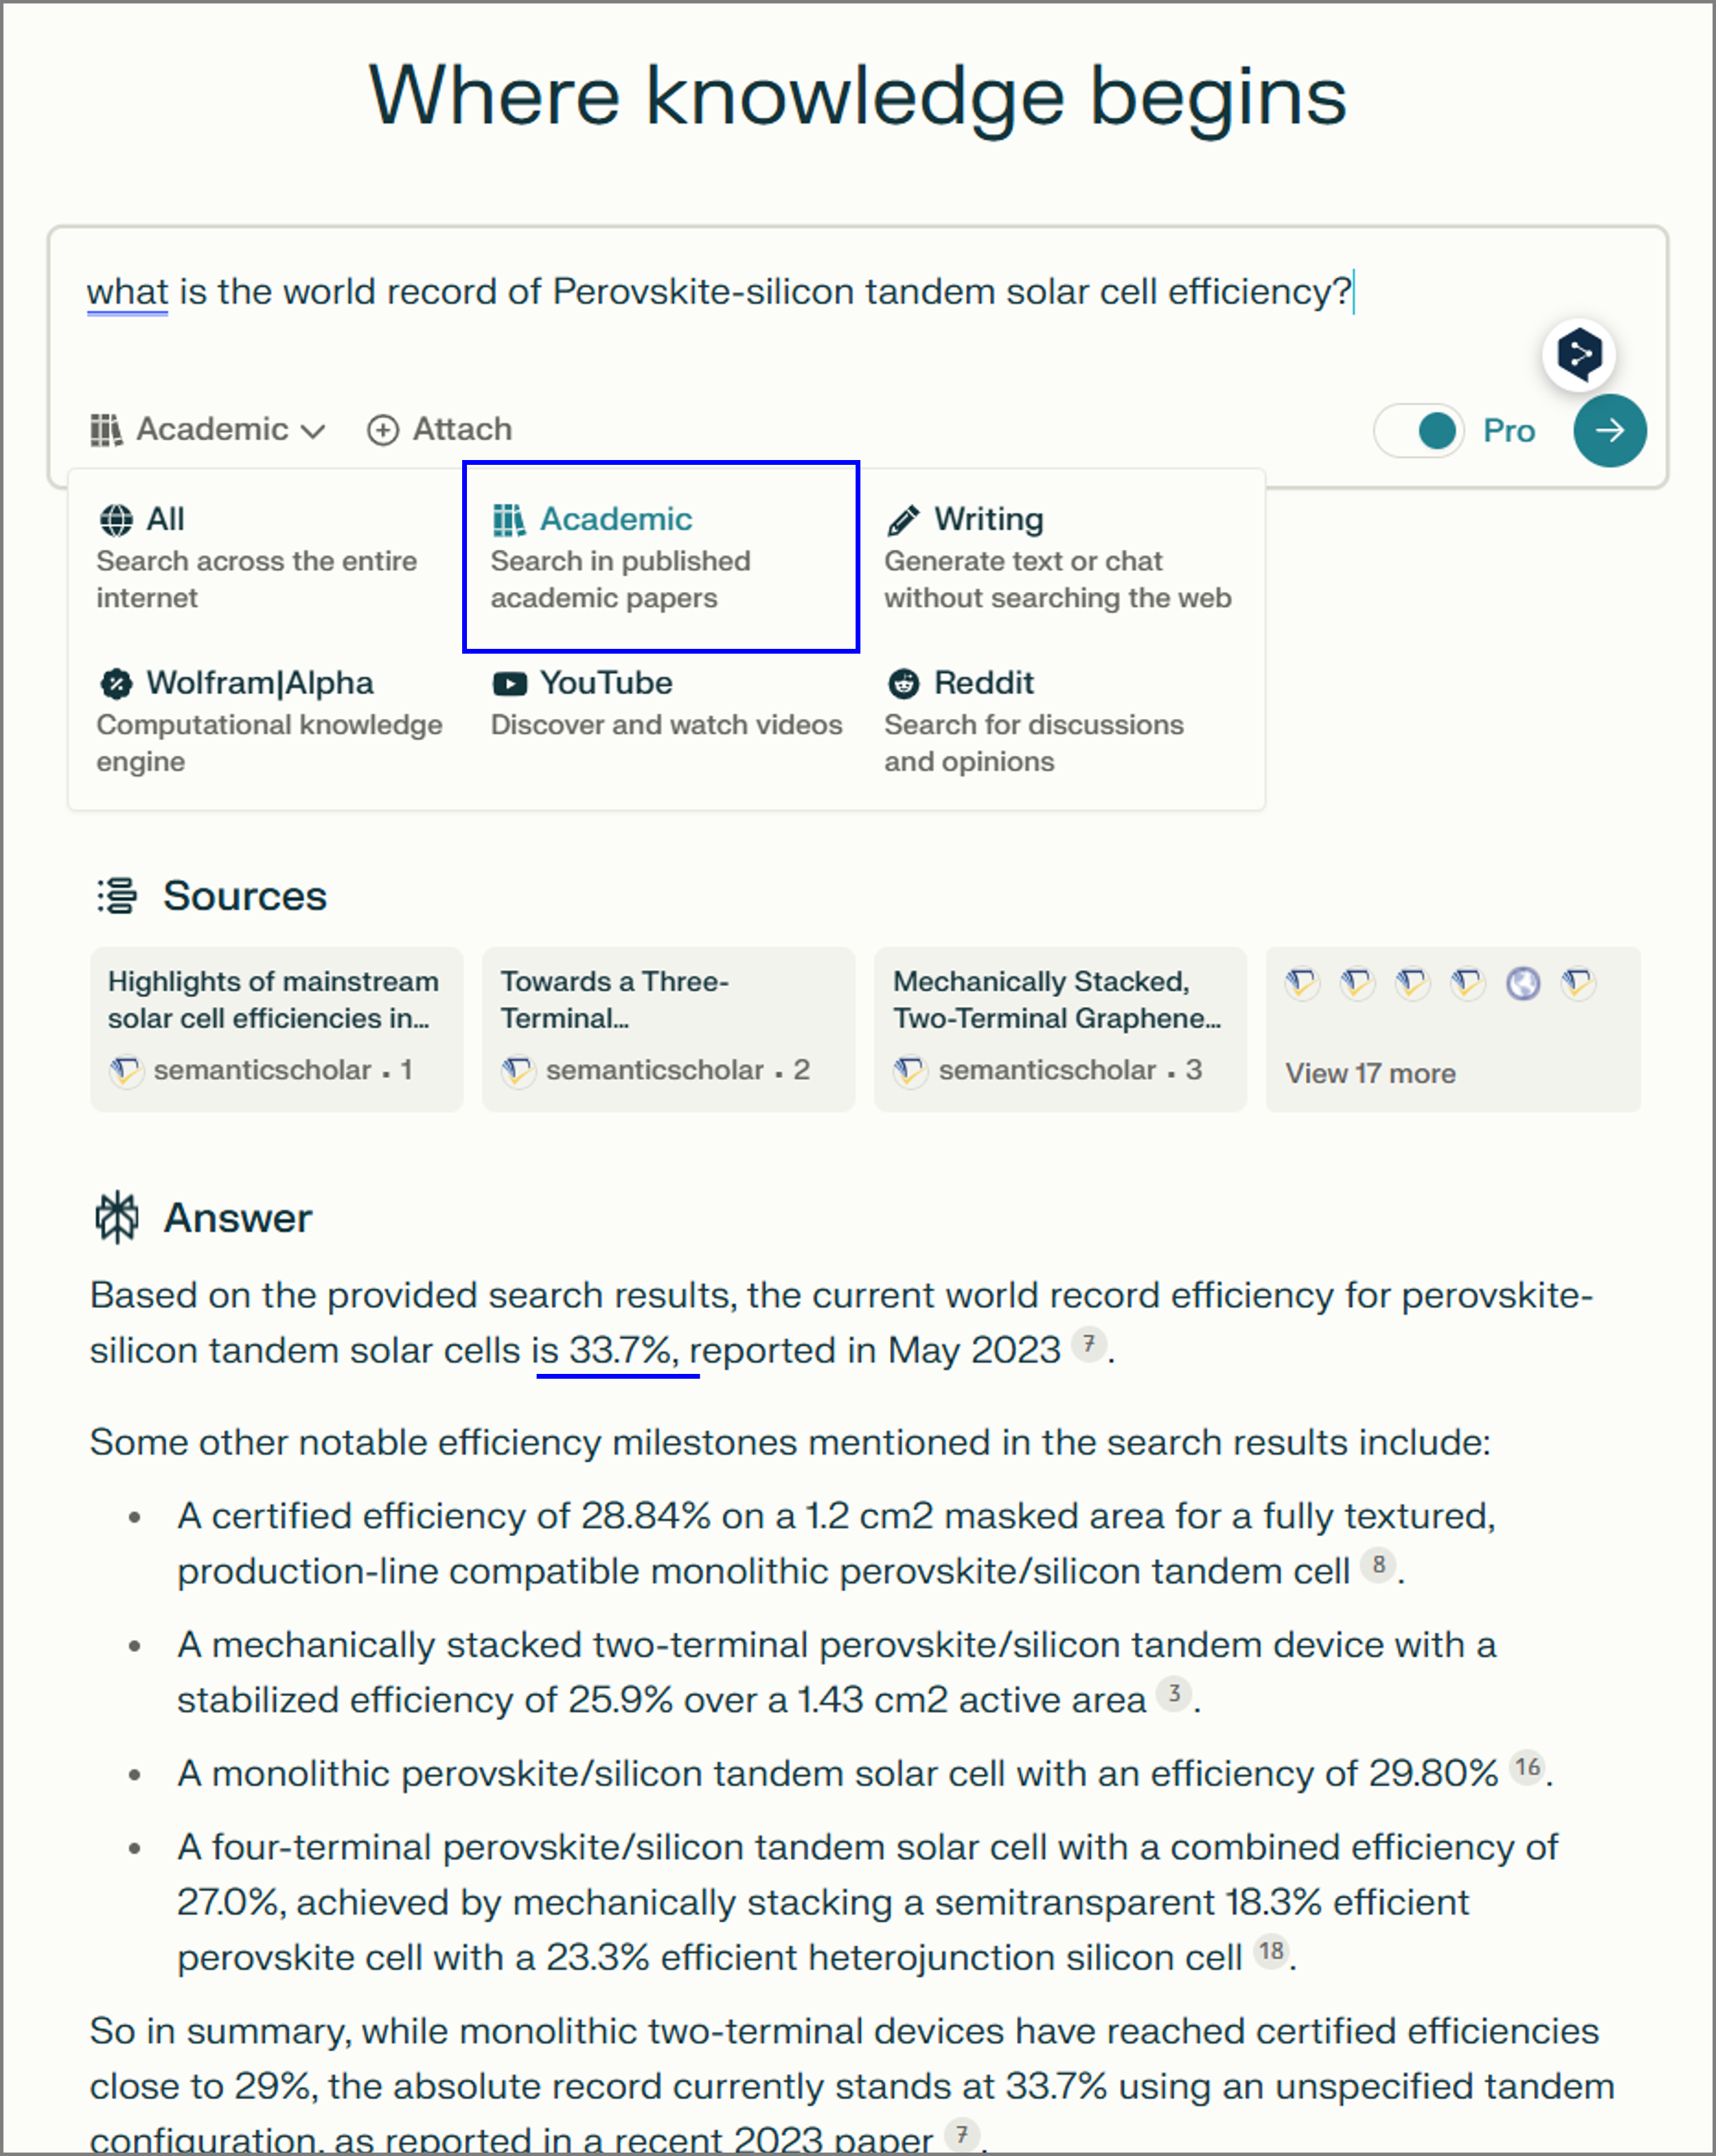 Where knowledge begins
what is the world record of Perovskite-silicon tandem solar cell efficiency?
Academic
Attach
Pro
All
Search across the entire
internet
Academic
Search in published
academic papers
Writing
Generate text or chat
without searching the web
Wolfram|Alpha
Computational knowledge
engine
YouTube
Discover and watch videos
Reddit
Search for discussions
and opinions
Sources
Highlights of mainstream
solar cell efficiencies in...
semanticscholar • 1
Towards a Three-
Terminal...
semanticscholar • 2
Mechanically Stacked,
Two-Terminal Graphene...
semanticscholar • 3
View 17 more
Answer
Based on the provided search results, the current world record efficiency for perovskite-
silicon tandem solar cells is 33.7%, reported in May 2023 7.
Some other notable efficiency milestones mentioned in the search results include:
• A certified efficiency of 28.84% on a 1.2 cm2 masked area for a fully textured,
production-line compatible monolithic perovskite/silicon tandem cell 8.
• A mechanically stacked two-terminal perovskite/silicon tandem device with a
stabilized efficiency of 25.9% over a 1.43 cm2 active area 3.
• A monolithic perovskite/silicon tandem solar cell with an efficiency of 29.80% 16.
• A four-terminal perovskite/silicon tandem solar cell with a combined efficiency of
27.0%, achieved by mechanically stacking a semitransparent 18.3% efficient
perovskite cell with a 23.3% efficient heterojunction silicon cell 18.
So in summary, while monolithic two-terminal devices have reached certified efficiencies
close to 29%, the absolute record currently stands at 33.7% using an unspecified tandem
configuration, as reported in a recent 2023 paper 7.